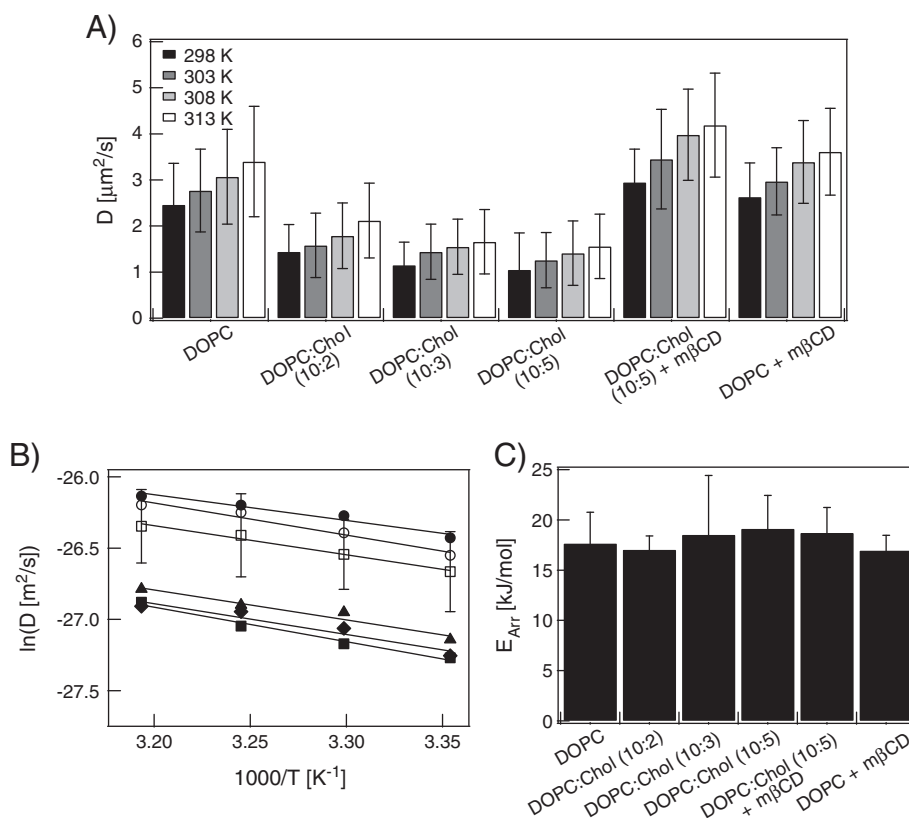 A)
6
5
4
3
2
1
0
D [μm²/s]
298 K
303 K
308 K
313 K
DOPC
DOPC:Chol
(10:2)
DOPC:Chol
(10:3)
DOPC:Chol
(10:5)
DOPC:Chol
(10:5) + mβCD
DOPC + mβCD
B)
-26.0
-26.5
-27.0
-27.5
ln(D [m²/s])
3.20
3.25
3.30
3.35
1000/T [K⁻¹]
C)
25
20
15
10
5
0
E_Arr [kJ/mol]
DOPC
DOPC:Chol (10:2)
DOPC:Chol (10:3)
DOPC:Chol (10:5)
DOPC:Chol (10:5)
+ mβCD
DOPC + mβCD